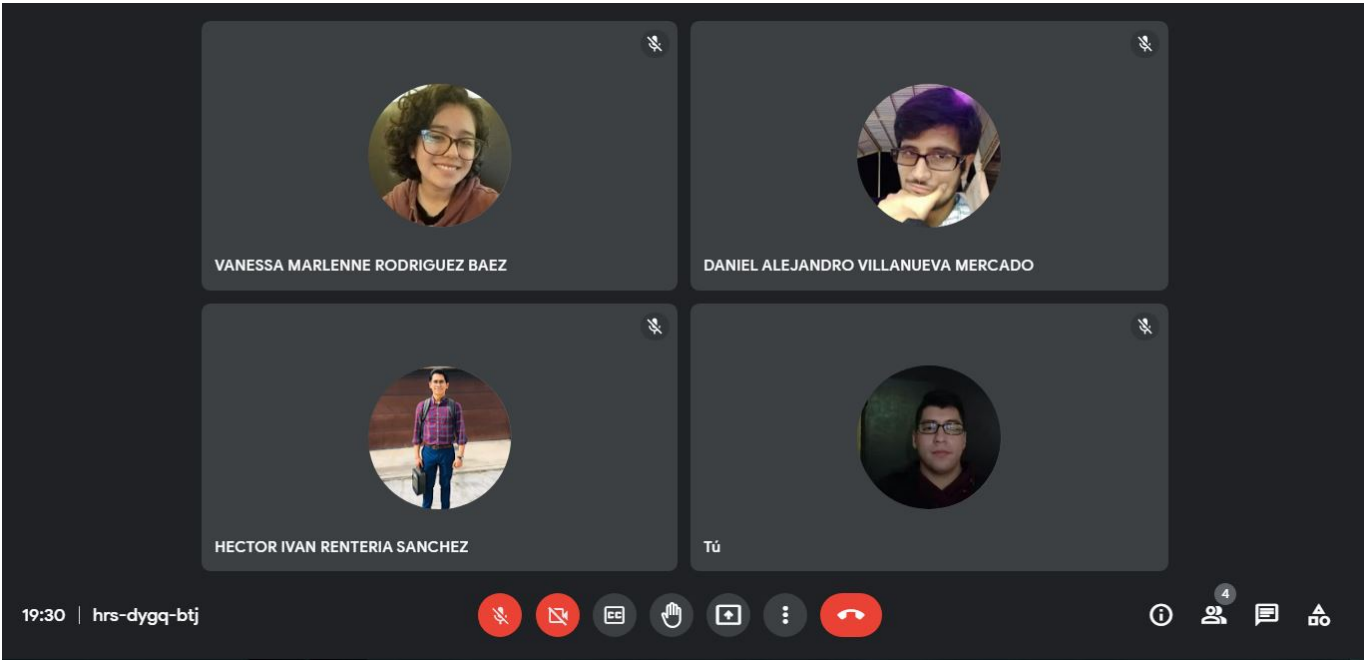 VANESSA MARLENNE RODRIGUEZ BAEZ
DANIEL ALEJANDRO VILLANUEVA MERCADO
HECTOR IVAN RENTERIA SANCHEZ
Tú
19:30 | hrs-dygq-btj
CC
4